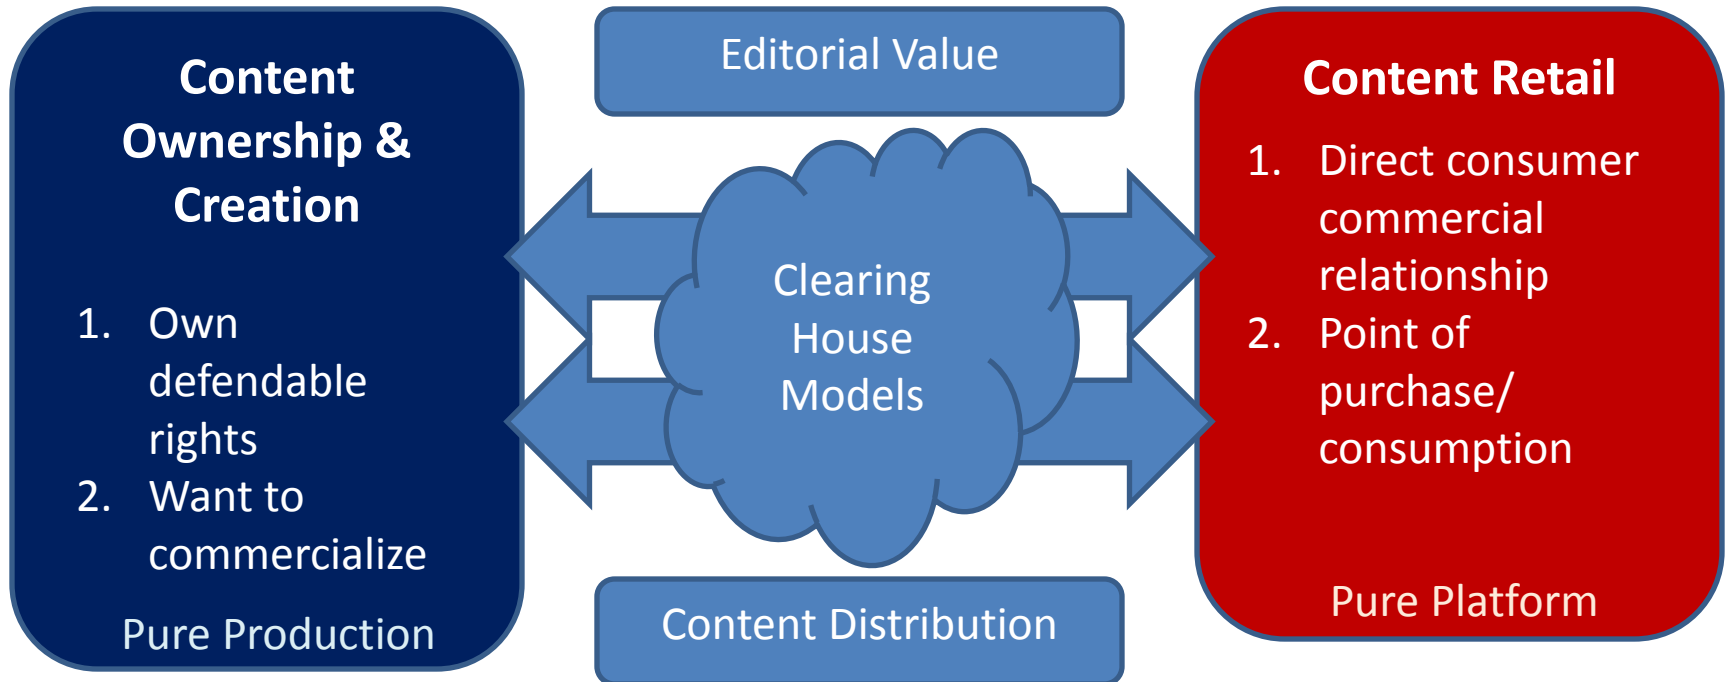 Content
Ownership &
Creation
1. Own
defendable
rights
2. Want to
commercialize
Pure Production
Editorial Value
Clearing
House
Models
Content Distribution
Content Retail
1. Direct consumer
commercial
relationship
2. Point of
purchase/
consumption
Pure Platform